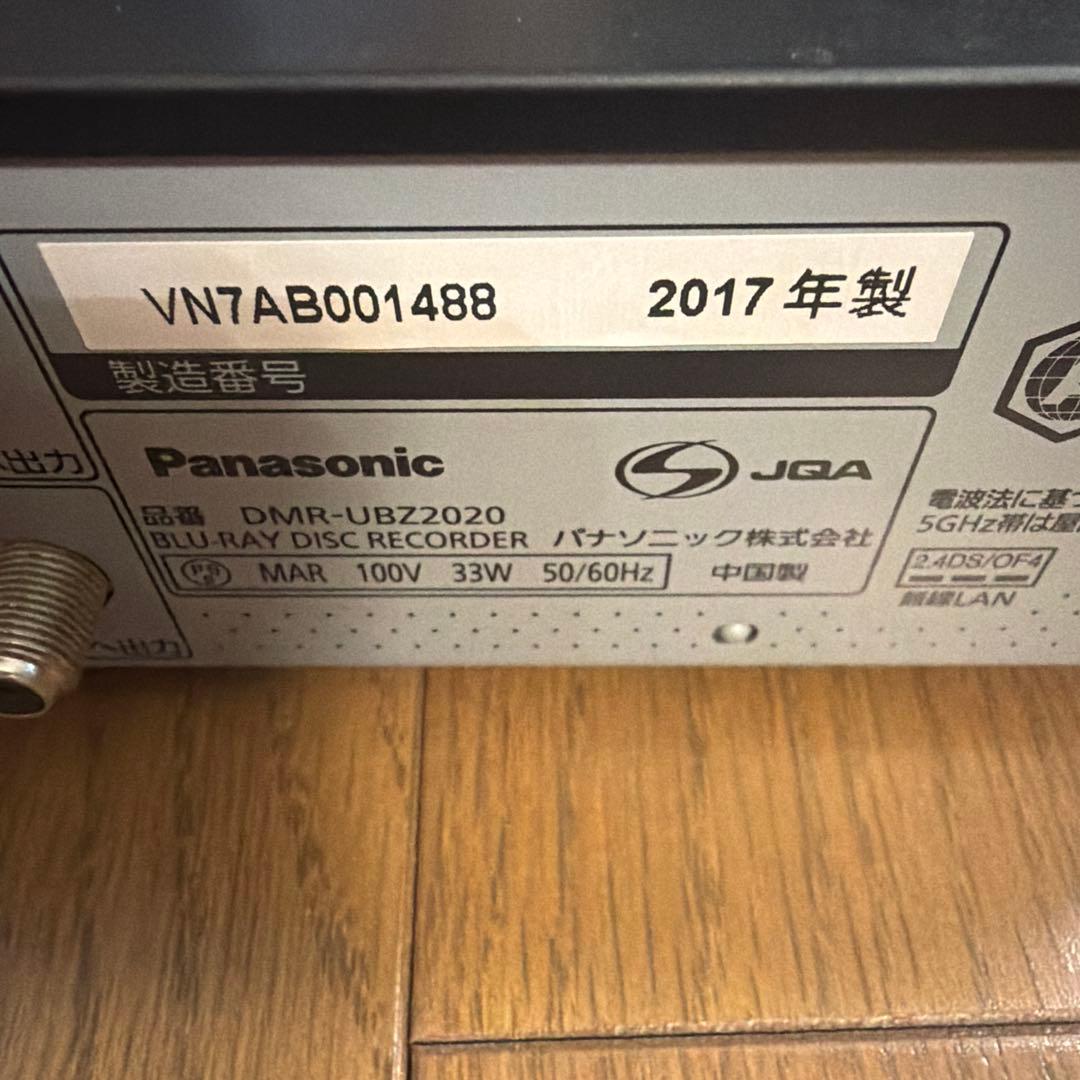 VN7AB001488 2017年製
製造番号
出力
Panasonic JQA
品番 DMR-UBZ2020
BLU-RAY DISC RECORDER パナソニック株式会社
PSE MAR 100V 33W 50/60Hz 中国製
電波法に基づ
5GHz帯は屋
2.4DS/OF4
無線LAN
へ出力